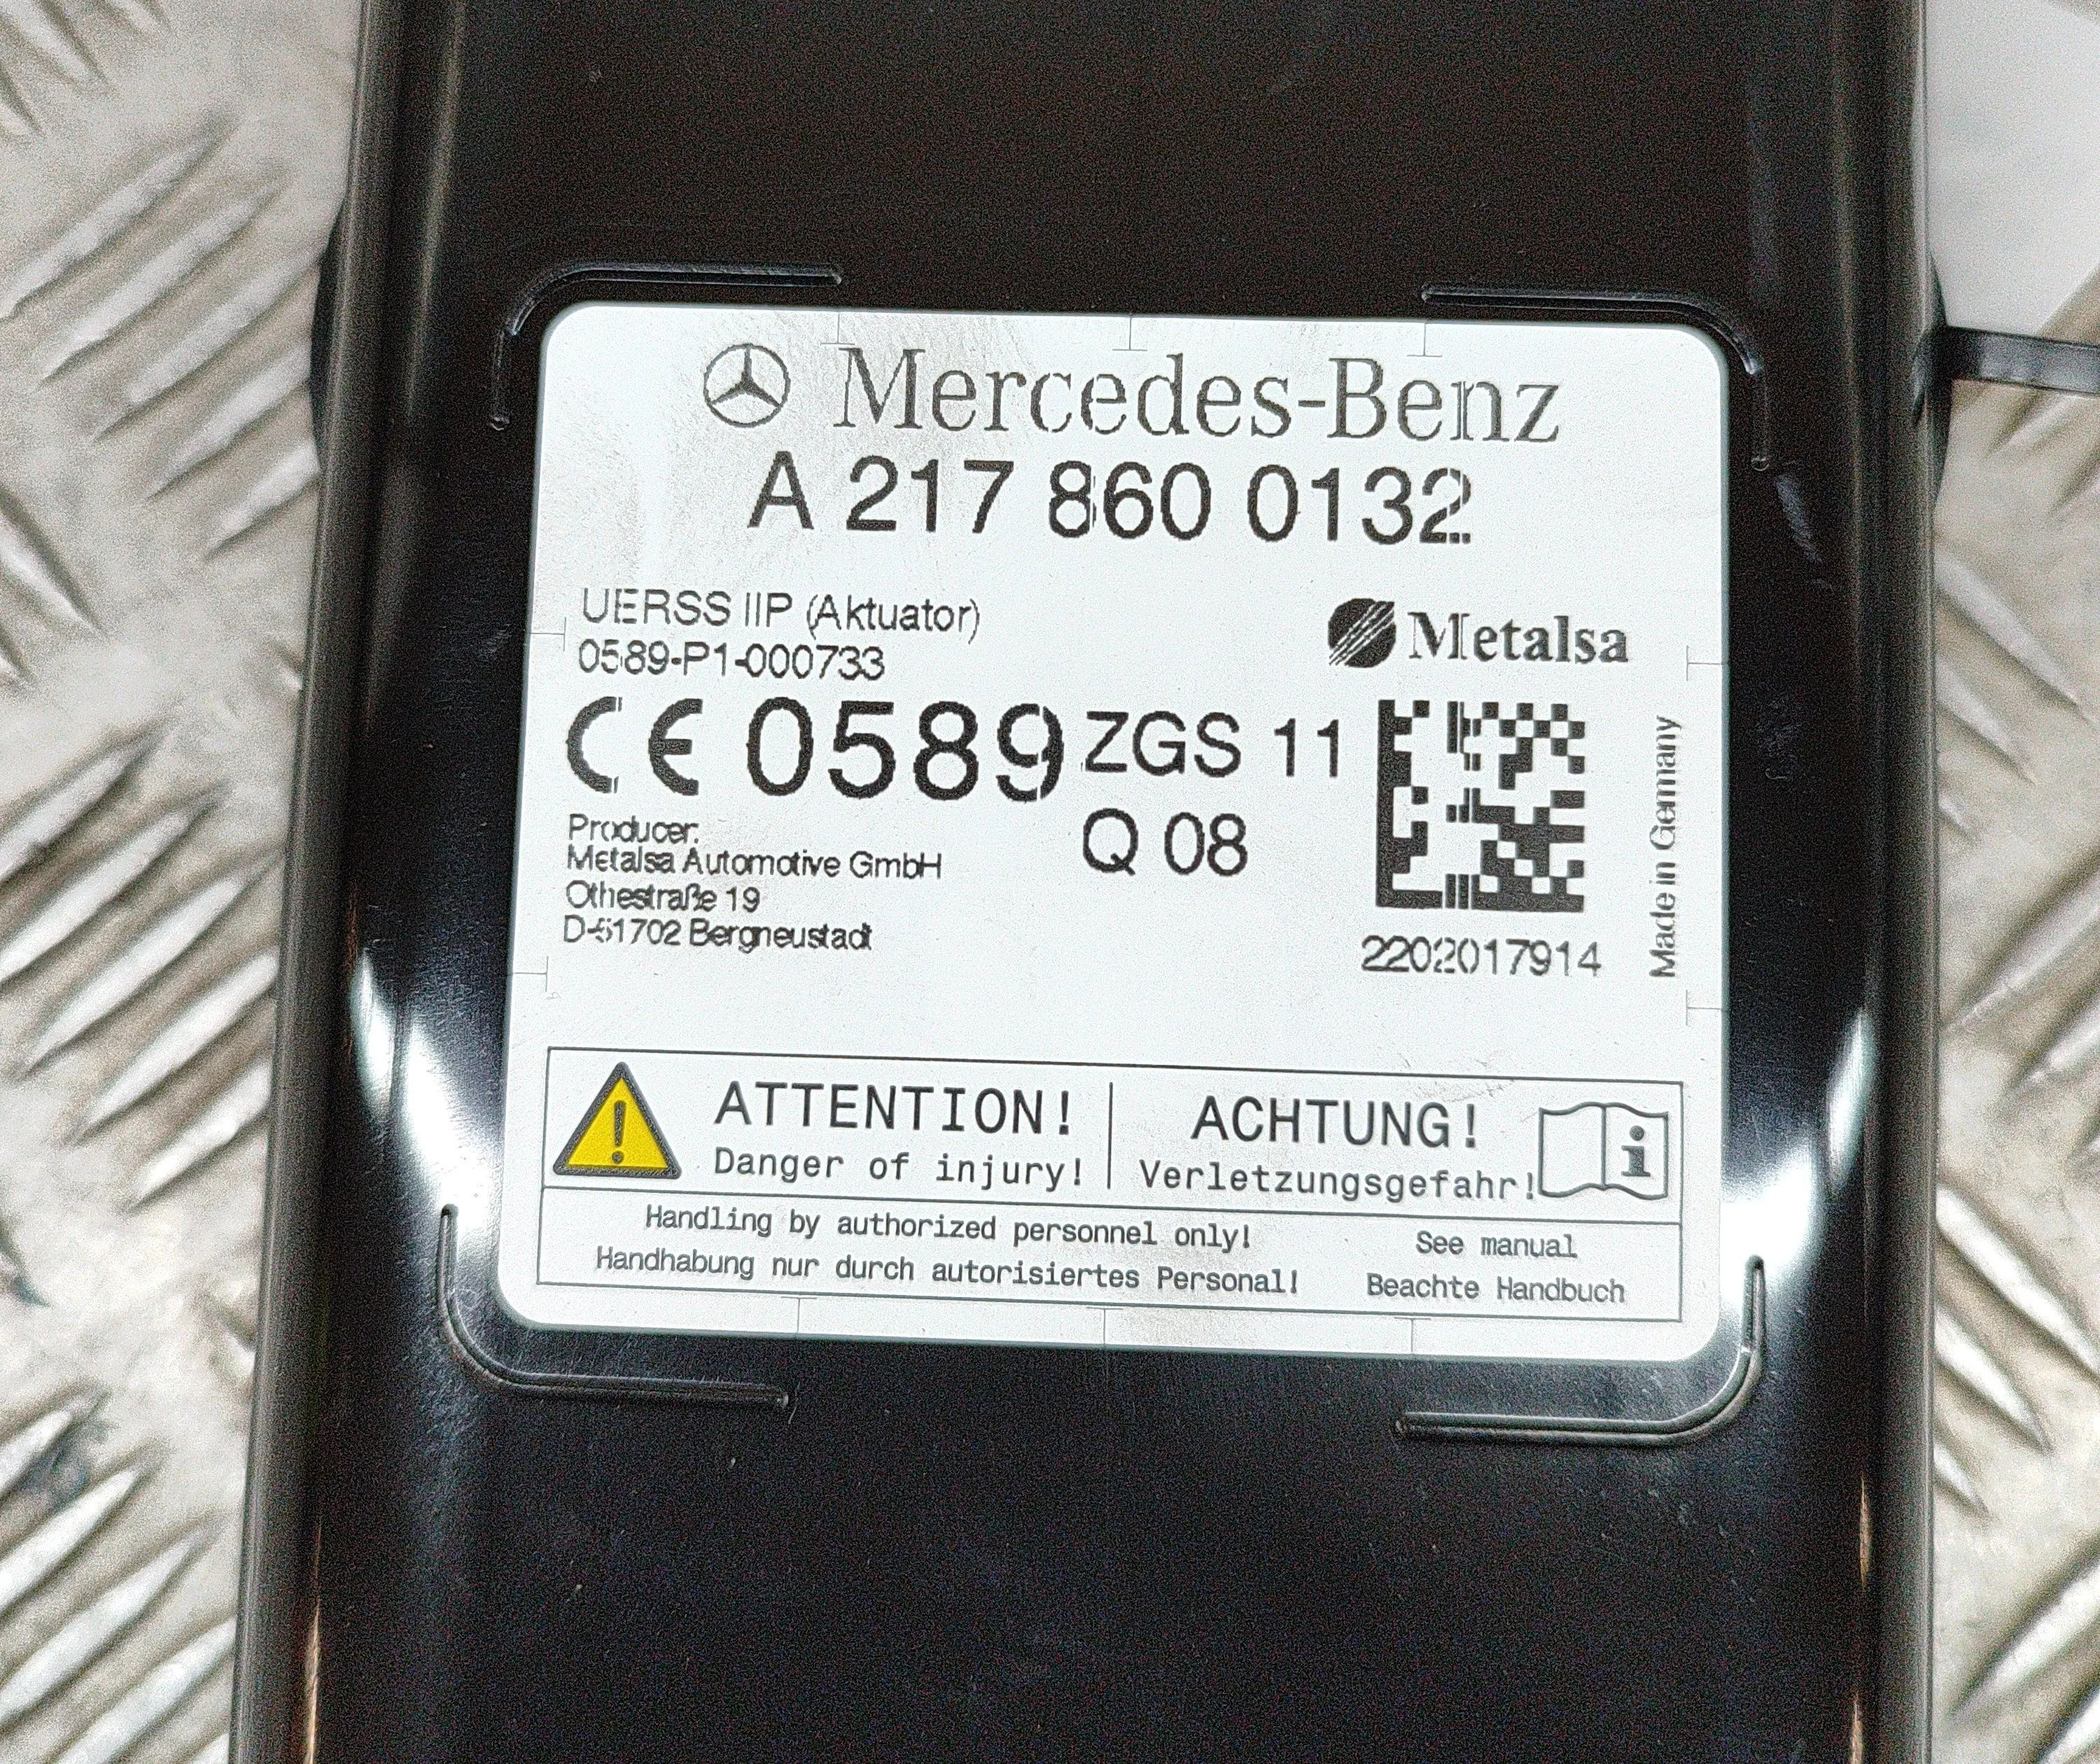 Mercedes-Benz
A 217 860 0132
UERSS IIP (Aktuator)
0589-P1-000733
Metalsa
CE 0589 ZGS 11
Q 08
Producer:
Metalsa Automotive GmbH
Othestraße 19
D-51702 Bergneustadt
2202017914
Made in Germany
ATTENTION!
Danger of injury!
ACHTUNG!
Verletzungsgefahr!
Handling by authorized personnel only!
Handhabung nur durch autorisiertes Personal!
See manual
Beachte Handbuch